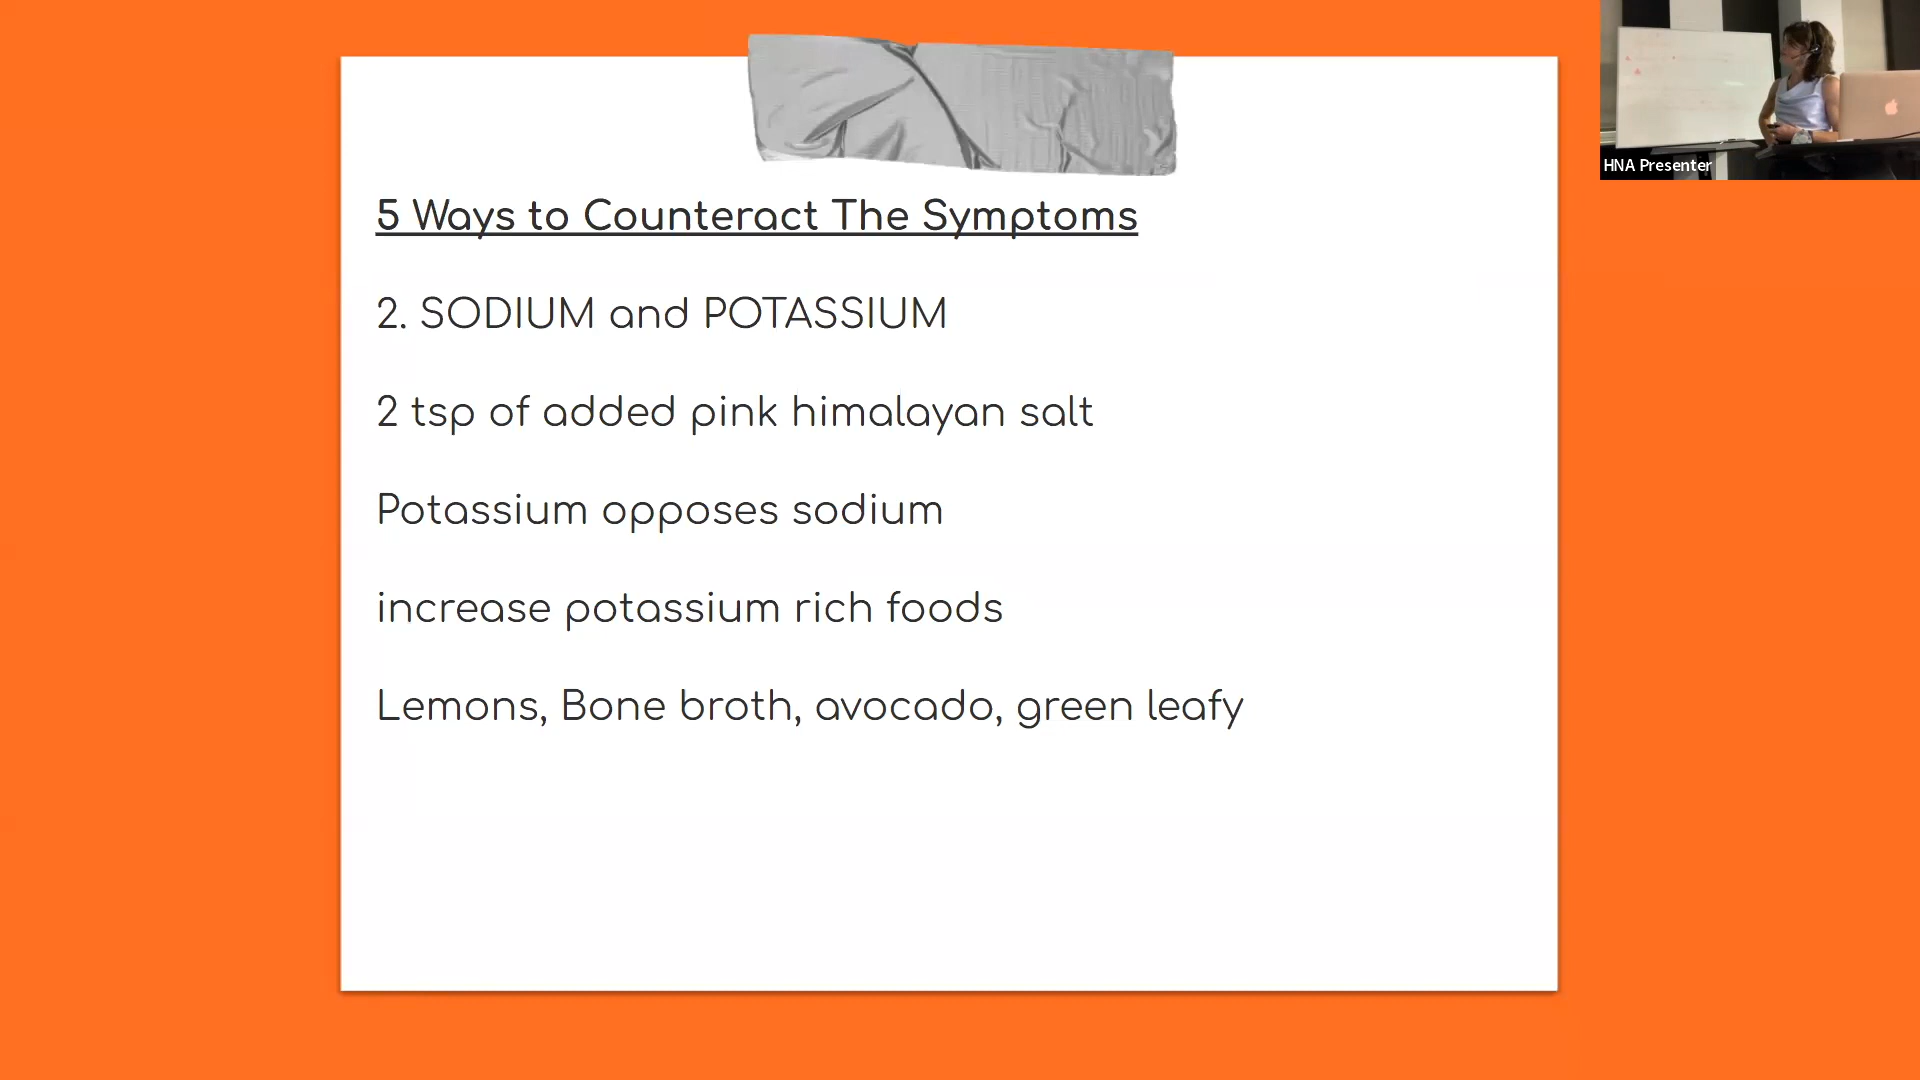 5 Ways to Counteract The Symptoms
2. SODIUM and POTASSIUM
2 tsp of added pink himalayan salt
Potassium opposes sodium
increase potassium rich foods
Lemons, Bone broth, avocado, green leafy
HNA Presenter